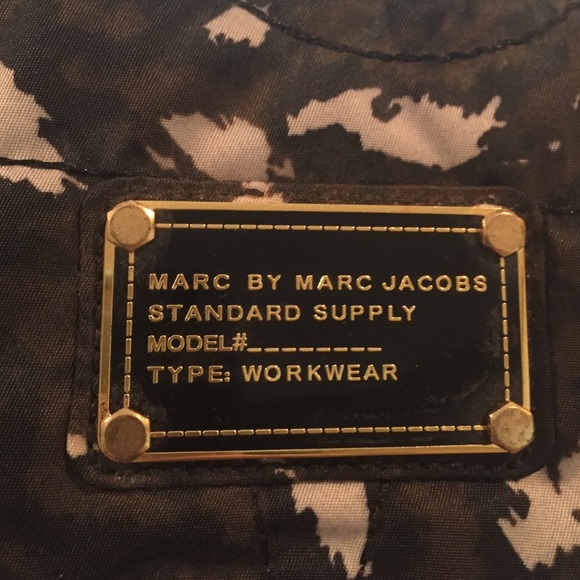 MARC BY MARC JACOBS
STANDARD SUPPLY
MODEL#________
TYPE: WORKWEAR